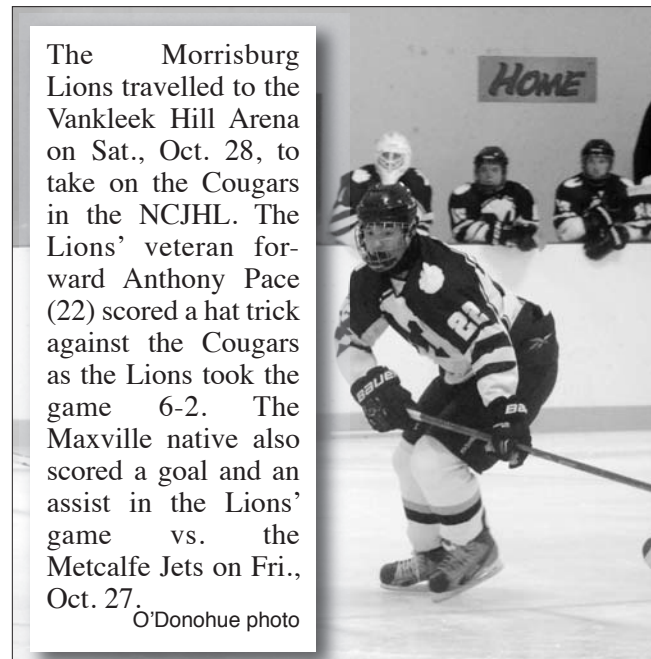 The Morrisburg
Lions travelled to the
Vankleek Hill Arena
on Sat., Oct. 28, to
take on the Cougars
in the NCJHL. The
Lions' veteran for-
ward Anthony Pace
(22) scored a hat trick
against the Cougars
as the Lions took the
game 6-2. The
Maxville native also
scored a goal and an
assist in the Lions'
game vs. the
Metcalfe Jets on Fri.,
Oct. 27.
O'Donohue photo
HOME
22
BAUER